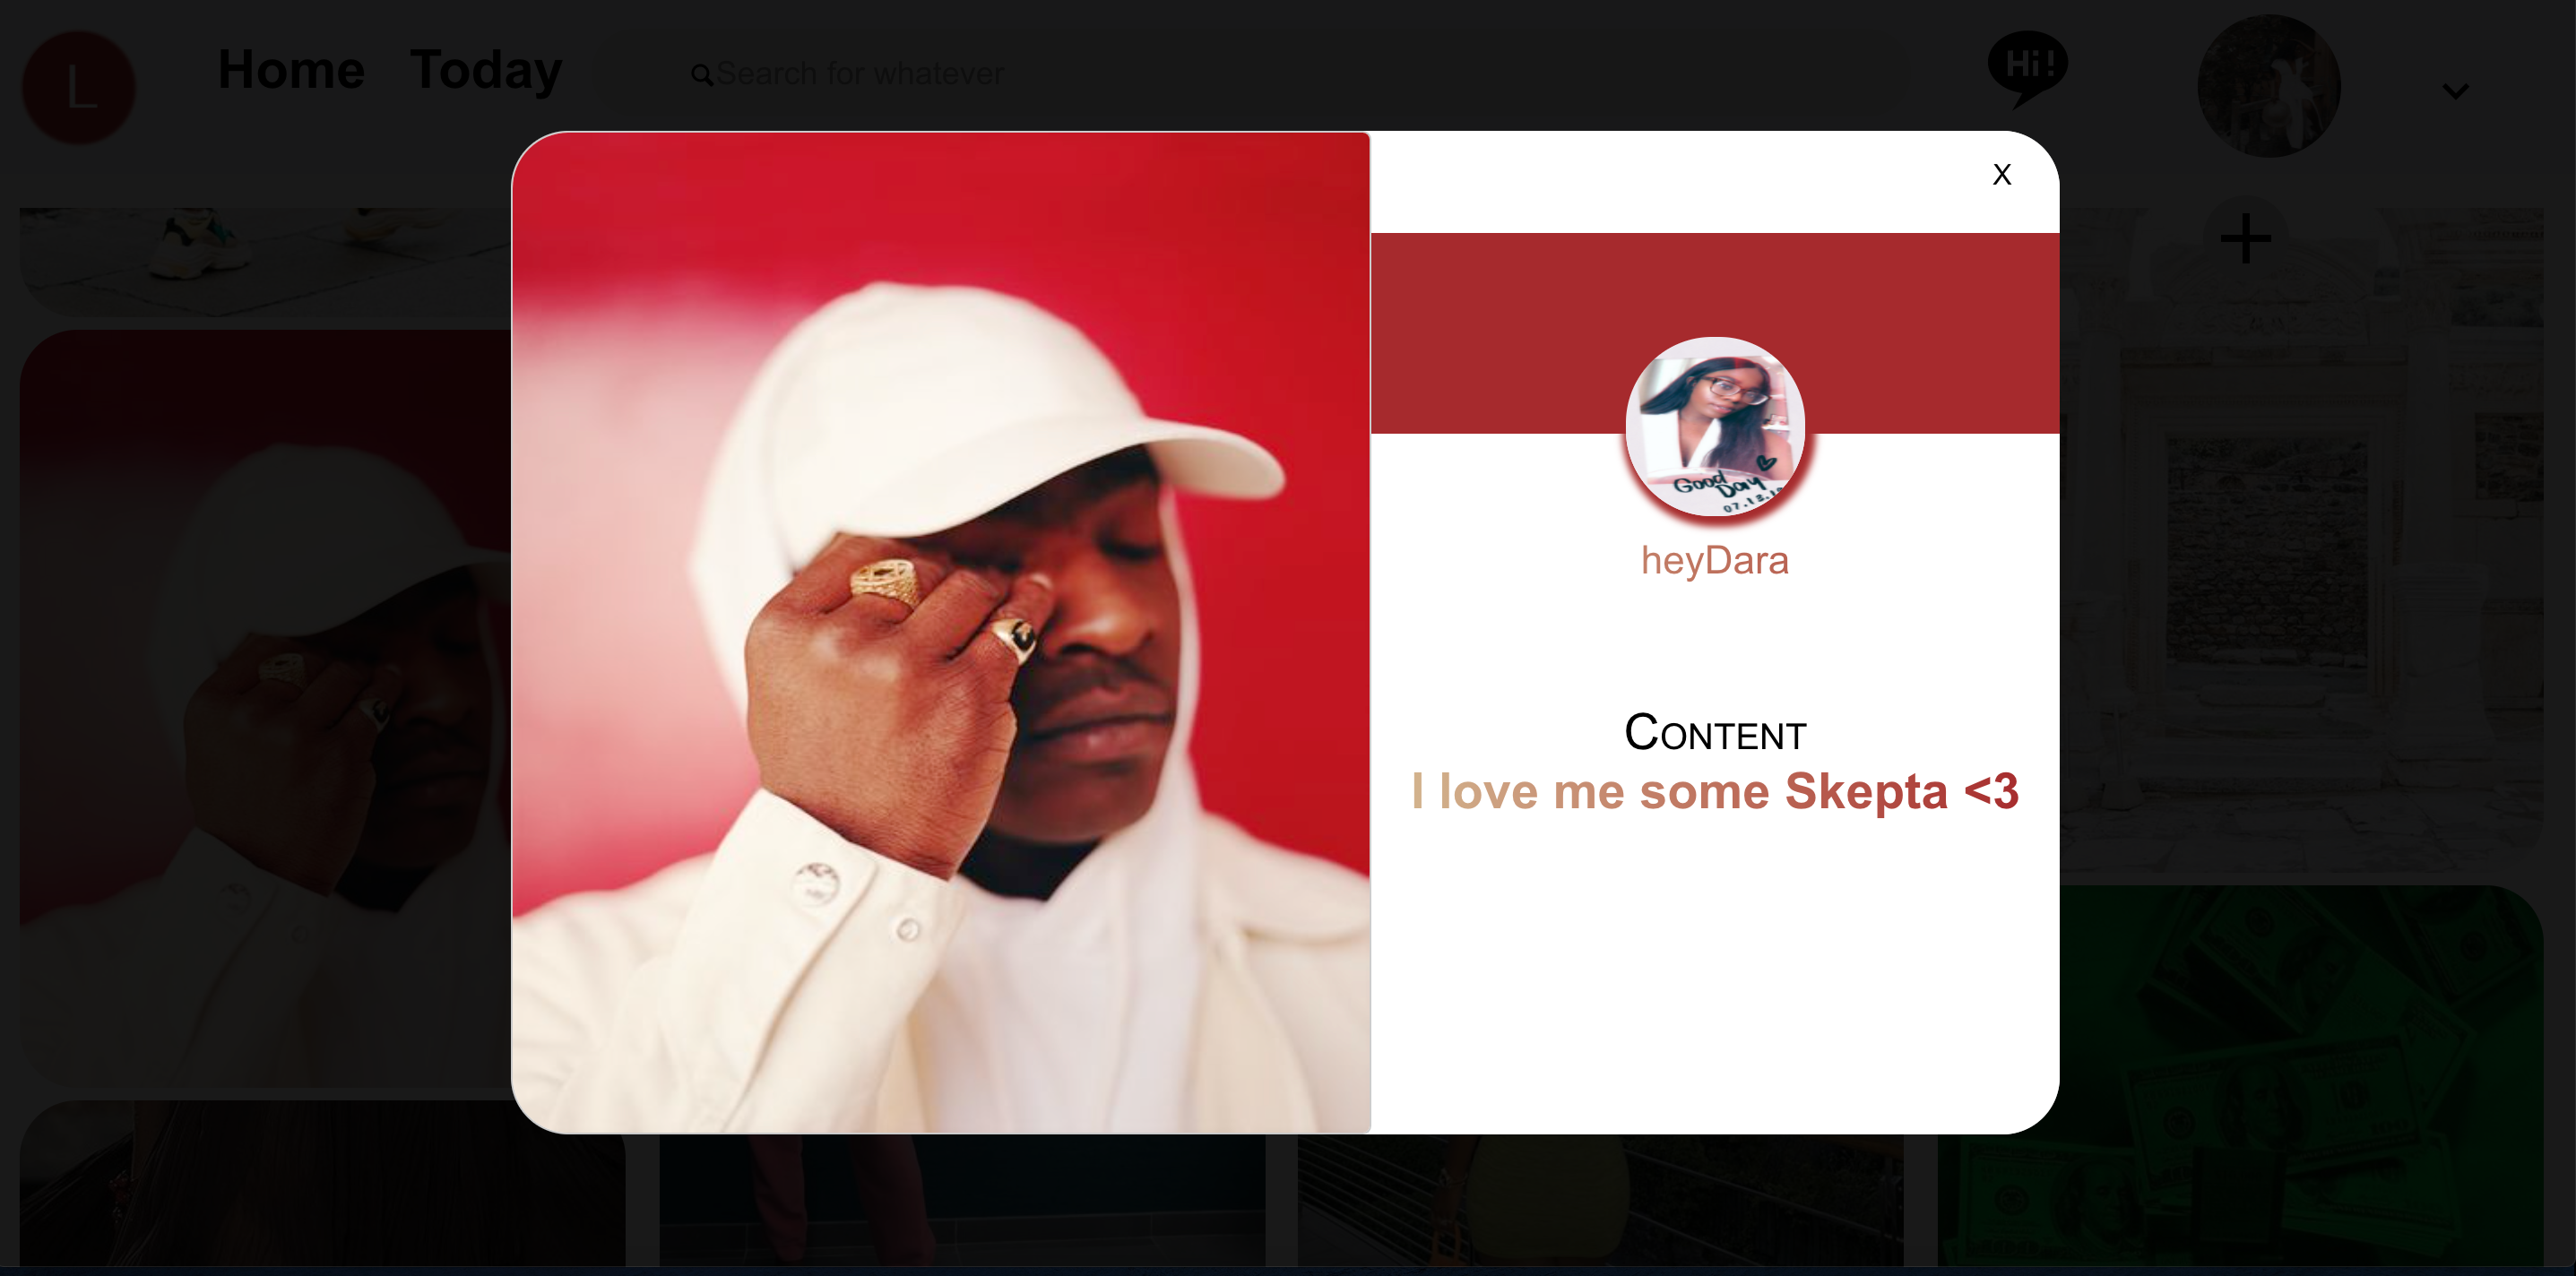 L
Home Today Search for whatever Hi!
X
Good
Day
07.12.1
heyDara
CONTENT
I love me some Skepta <3